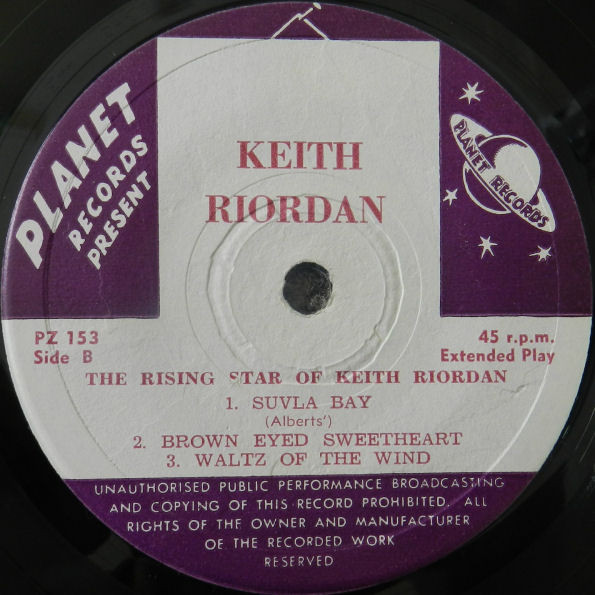 PLANET
RECORDS
PRESENT
KEITH
RIORDAN
PLANET RECORDS
PZ 153
Side B
45 r.p.m.
Extended Play
THE RISING STAR OF KEITH RIORDAN
1. SUVLA BAY
(Alberts')
2. BROWN EYED SWEETHEART
3. WALTZ OF THE WIND
UNAUTHORISED PUBLIC PERFORMANCE BROADCASTING
AND COPYING OF THIS RECORD PROHIBITED. ALL
RIGHTS OF THE OWNER AND MANUFACTURER
OF THE RECORDED WORK
RESERVED